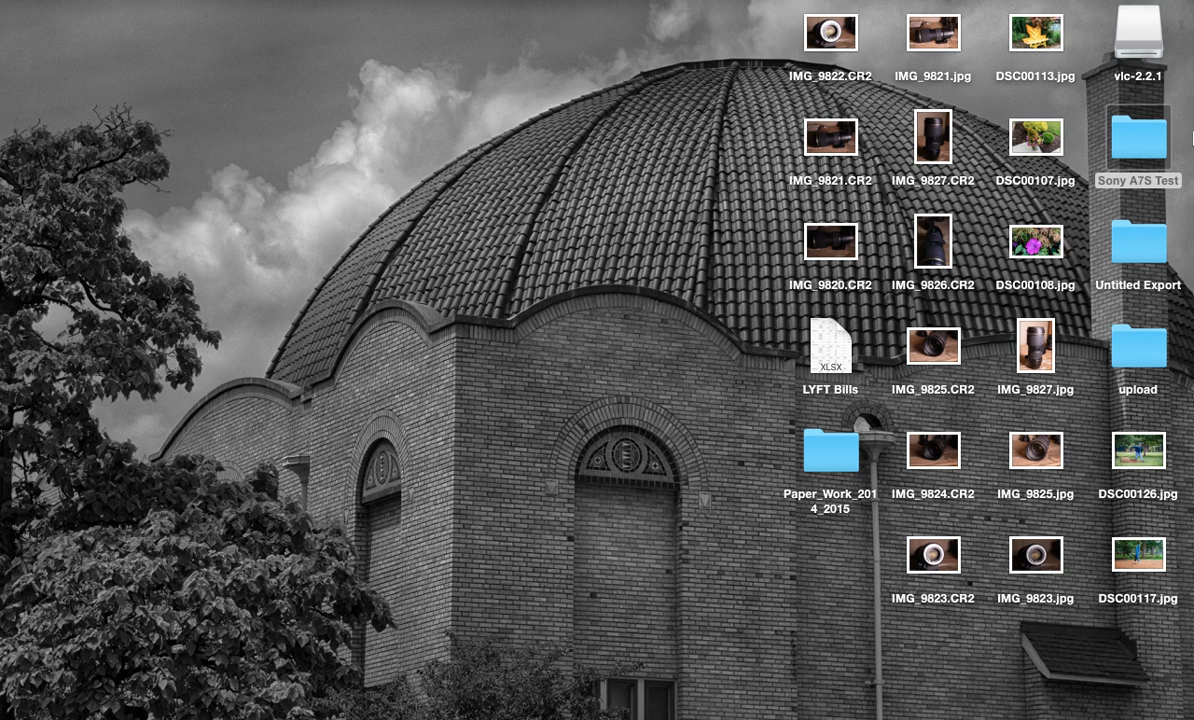 IMG_9822.CR2
IMG_9821.jpg
DSC00113.jpg
vlc-2.2.1
IMG_9821.CR2
IMG_9827.CR2
DSC00107.jpg
Sony A7S Test
IMG_9820.CR2
IMG_9826.CR2
DSC00108.jpg
Untitled Export
XLSX
LYFT Bills
IMG_9825.CR2
IMG_9827.jpg
upload
Paper_Work_201
4_2015
IMG_9824.CR2
IMG_9825.jpg
DSC00126.jpg
IMG_9823.CR2
IMG_9823.jpg
DSC00117.jpg